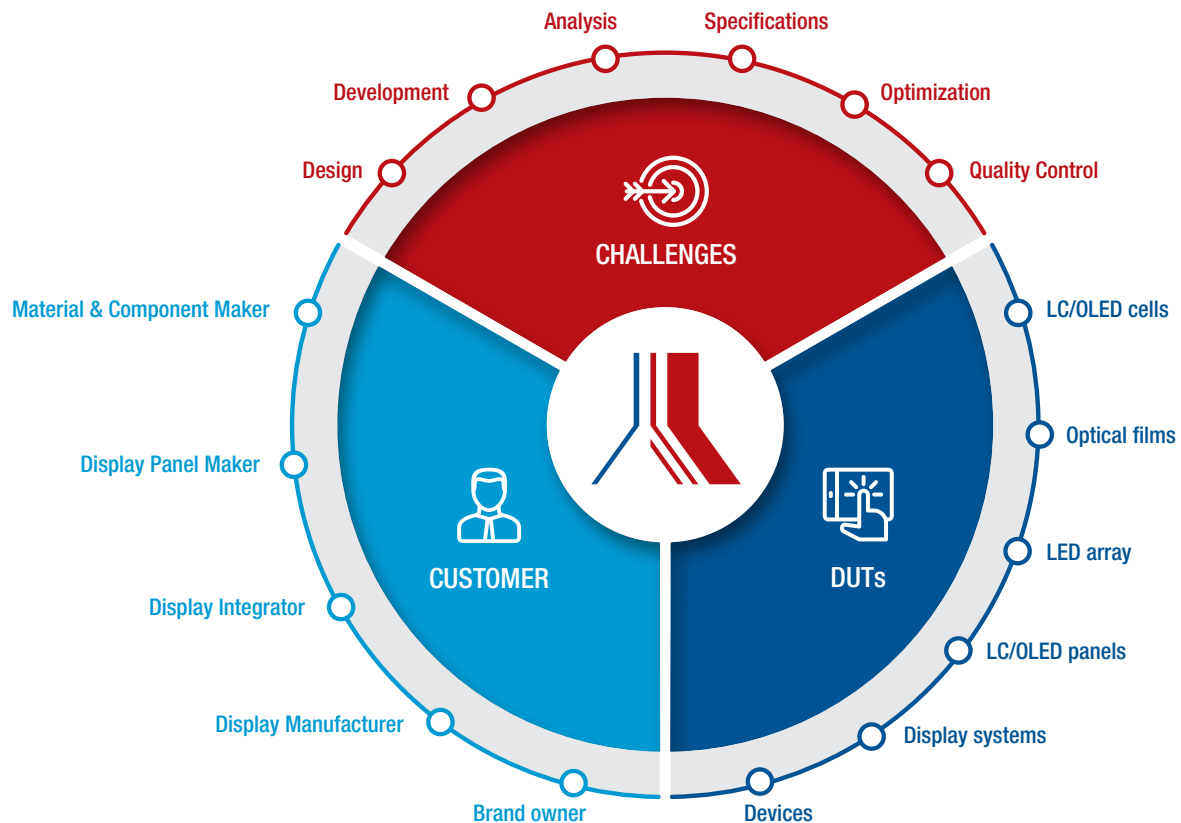 Analysis
Specifications
Development
Optimization
Design
Quality Control
CHALLENGES
Material & Component Maker
Display Panel Maker
Display Integrator
Display Manufacturer
Brand owner
CUSTOMER
LC/OLED cells
Optical films
LED array
LC/OLED panels
Display systems
Devices
DUTs